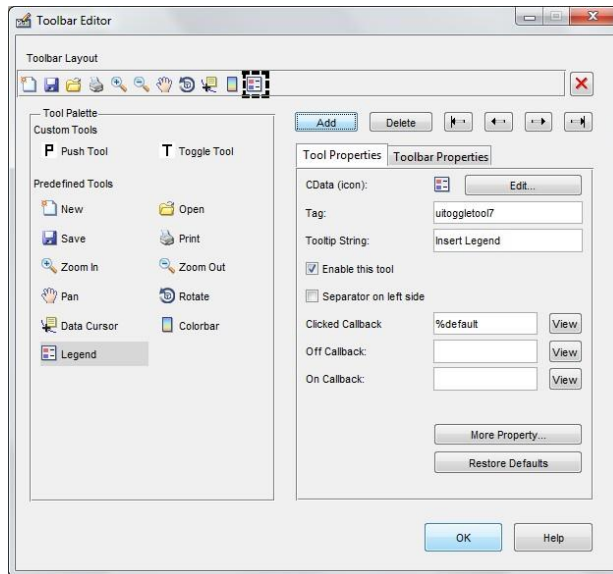 Toolbar Editor
Toolbar Layout
Tool Palette
Custom Tools
P Push Tool
T Toggle Tool
Predefined Tools
New
Open
Save
Print
Zoom In
Zoom Out
Pan
Rotate
Data Cursor
Colorbar
Legend
Add
Delete
Tool Properties
Toolbar Properties
CData (icon):
Edit...
Tag:
uitoggletool7
Tooltip String:
Insert Legend
Enable this tool
Separator on left side
Clicked Callback
%default
View
Off Callback:
View
On Callback:
View
More Property...
Restore Defaults
OK
Help